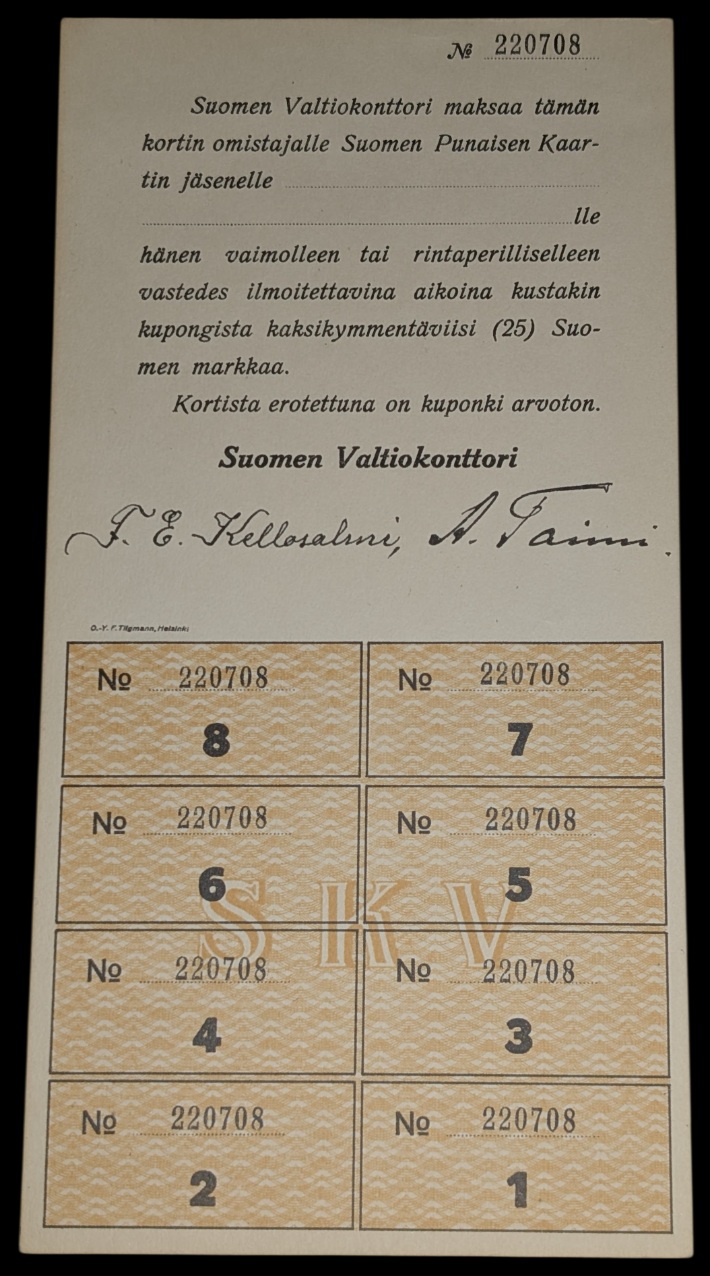 № 220708
Suomen Valtiokonttori maksaa tämän
kortin omistajalle Suomen Punaisen Kaar-
tin jäsenelle
lle
hänen vaimolleen tai rintaperilliselleen
vastedes ilmoitettavina aikoina kustakin
kupongista kaksikymmentäviisi (25) Suo-
men markkaa.
Kortista erotettuna on kuponki arvoton.
Suomen Valtiokonttori
F. E. Kellosalmi, A. Taimi.
O.-Y. F. Tilgmann, Helsinki
№ 220708
8
№ 220708
7
№ 220708
6
№ 220708
5
SKV
№ 220708
4
№ 220708
3
№ 220708
2
№ 220708
1